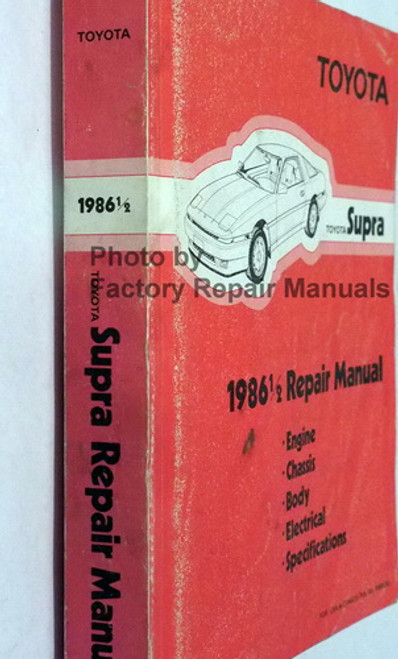 TOYOTA
1986½
TOYOTA
Supra Repair Manu
TOYOTA
TOYOTA Supra
1986½ Repair Manual
·Engine
·Chassis
·Body
·Electrical
·Specifications
Photo by
Factory Repair Manuals